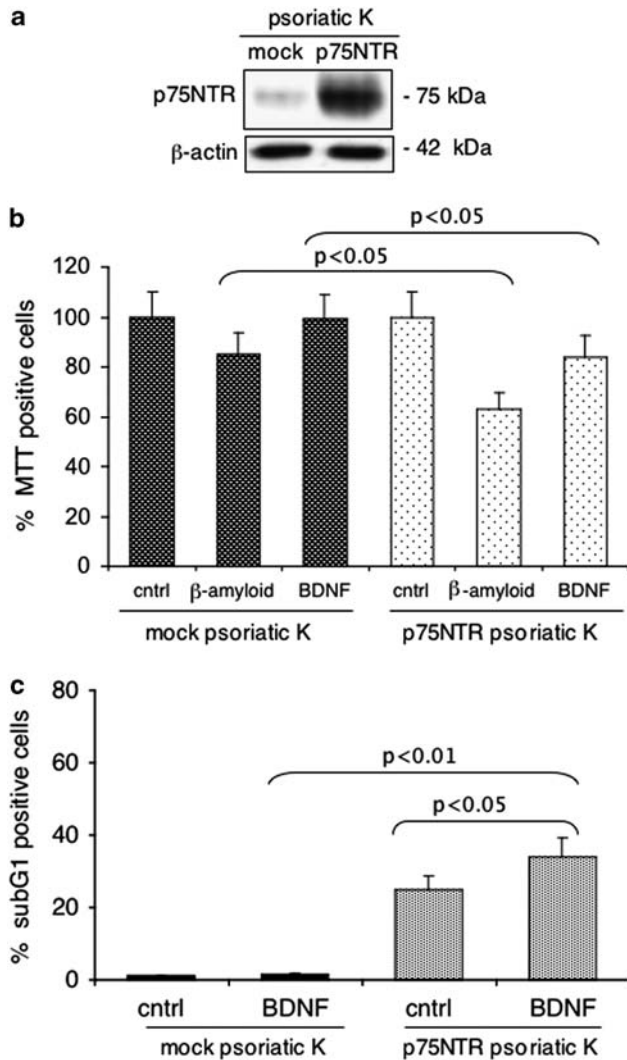 a
psoriatic K
mock p75NTR
p75NTR
- 75 kDa
β-actin
- 42 kDa
b
p<0.05
p<0.05
% MTT positive cells
120
100
80
60
40
20
0
cntrl β-amyloid BDNF cntrl β-amyloid BDNF
mock psoriatic K p75NTR psoriatic K
c
% subG1 positive cells
80
60
40
20
0
p<0.01
p<0.05
cntrl BDNF cntrl BDNF
mock psoriatic K p75NTR psoriatic K